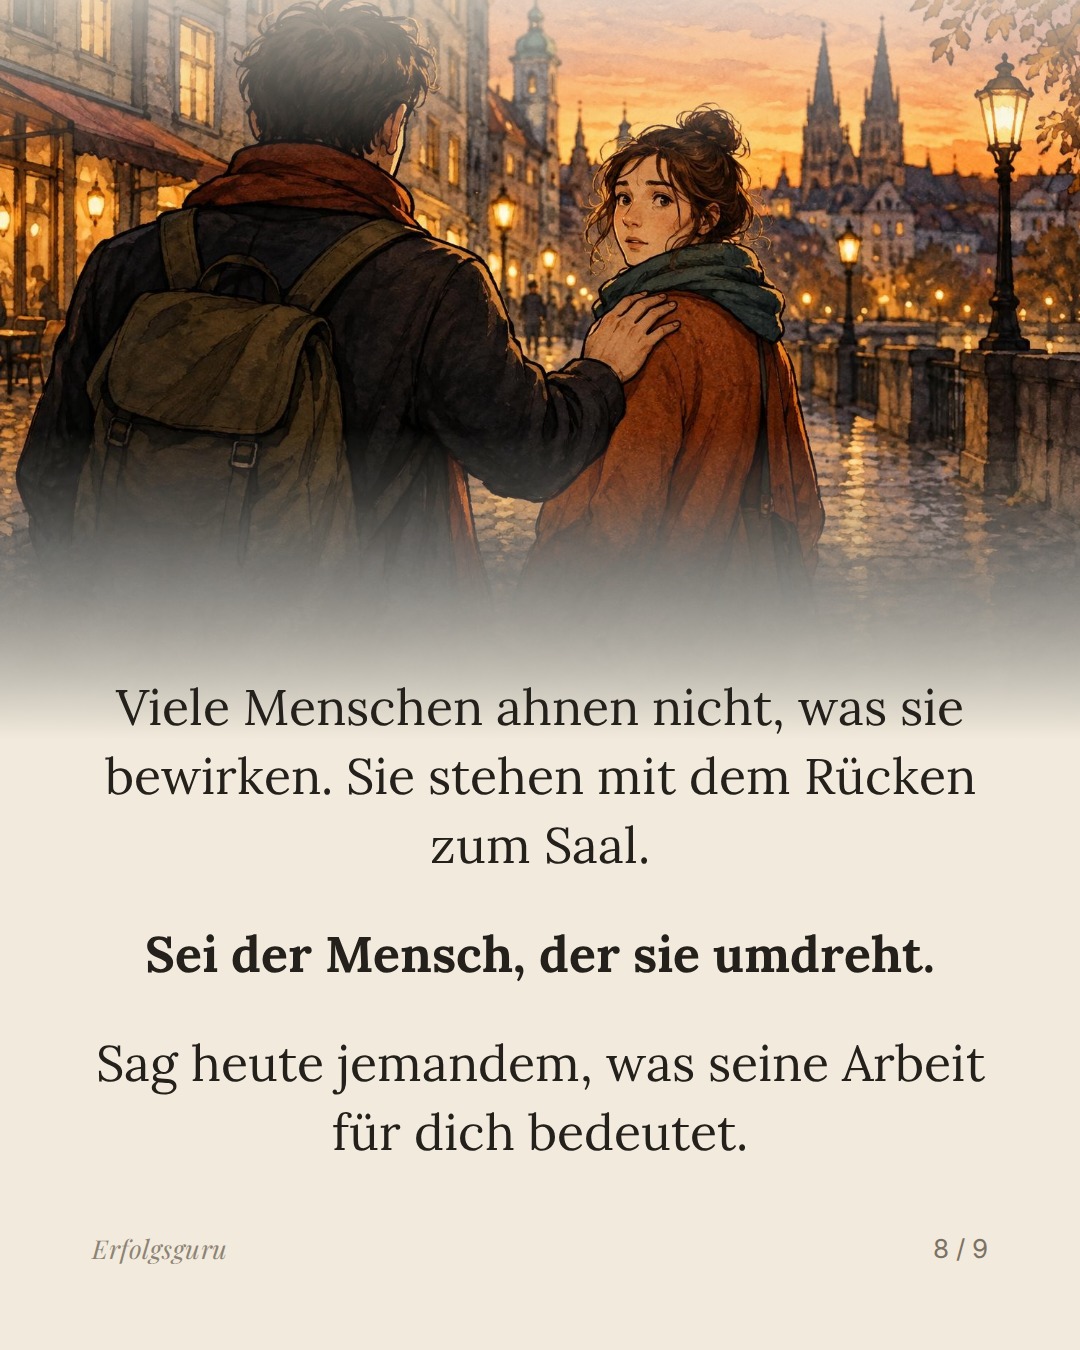 Viele Menschen ahnen nicht, was sie
bewirken. Sie stehen mit dem Rücken
zum Saal.
Sei der Mensch, der sie umdreht.
Sag heute jemandem, was seine Arbeit
für dich bedeutet.
Erfolgsguru
8 / 9